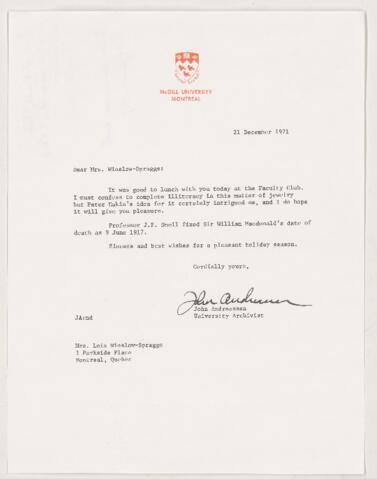 McGILL UNIVERSITY
MONTREAL
21 December 1971
Dear Mrs. Winslow-Spragge:
It was good to lunch with you today at the Faculty Club.
I must confess to complete illiteracy in this matter of jewelry
but Peter Eakin's idea for it certainly intrigued me, and I do hope
it will give you pleasure.
Professor J.F. Snell fixed Sir William Macdonald's date of
death as 9 June 1917.
Sincere and best wishes for a pleasant holiday season.
Cordially yours,
John Andreassen
John Andreassen
University Archivist
JA:md
Mrs. Lois Winslow-Spragge
1 Parkside Place
Montreal, Quebec